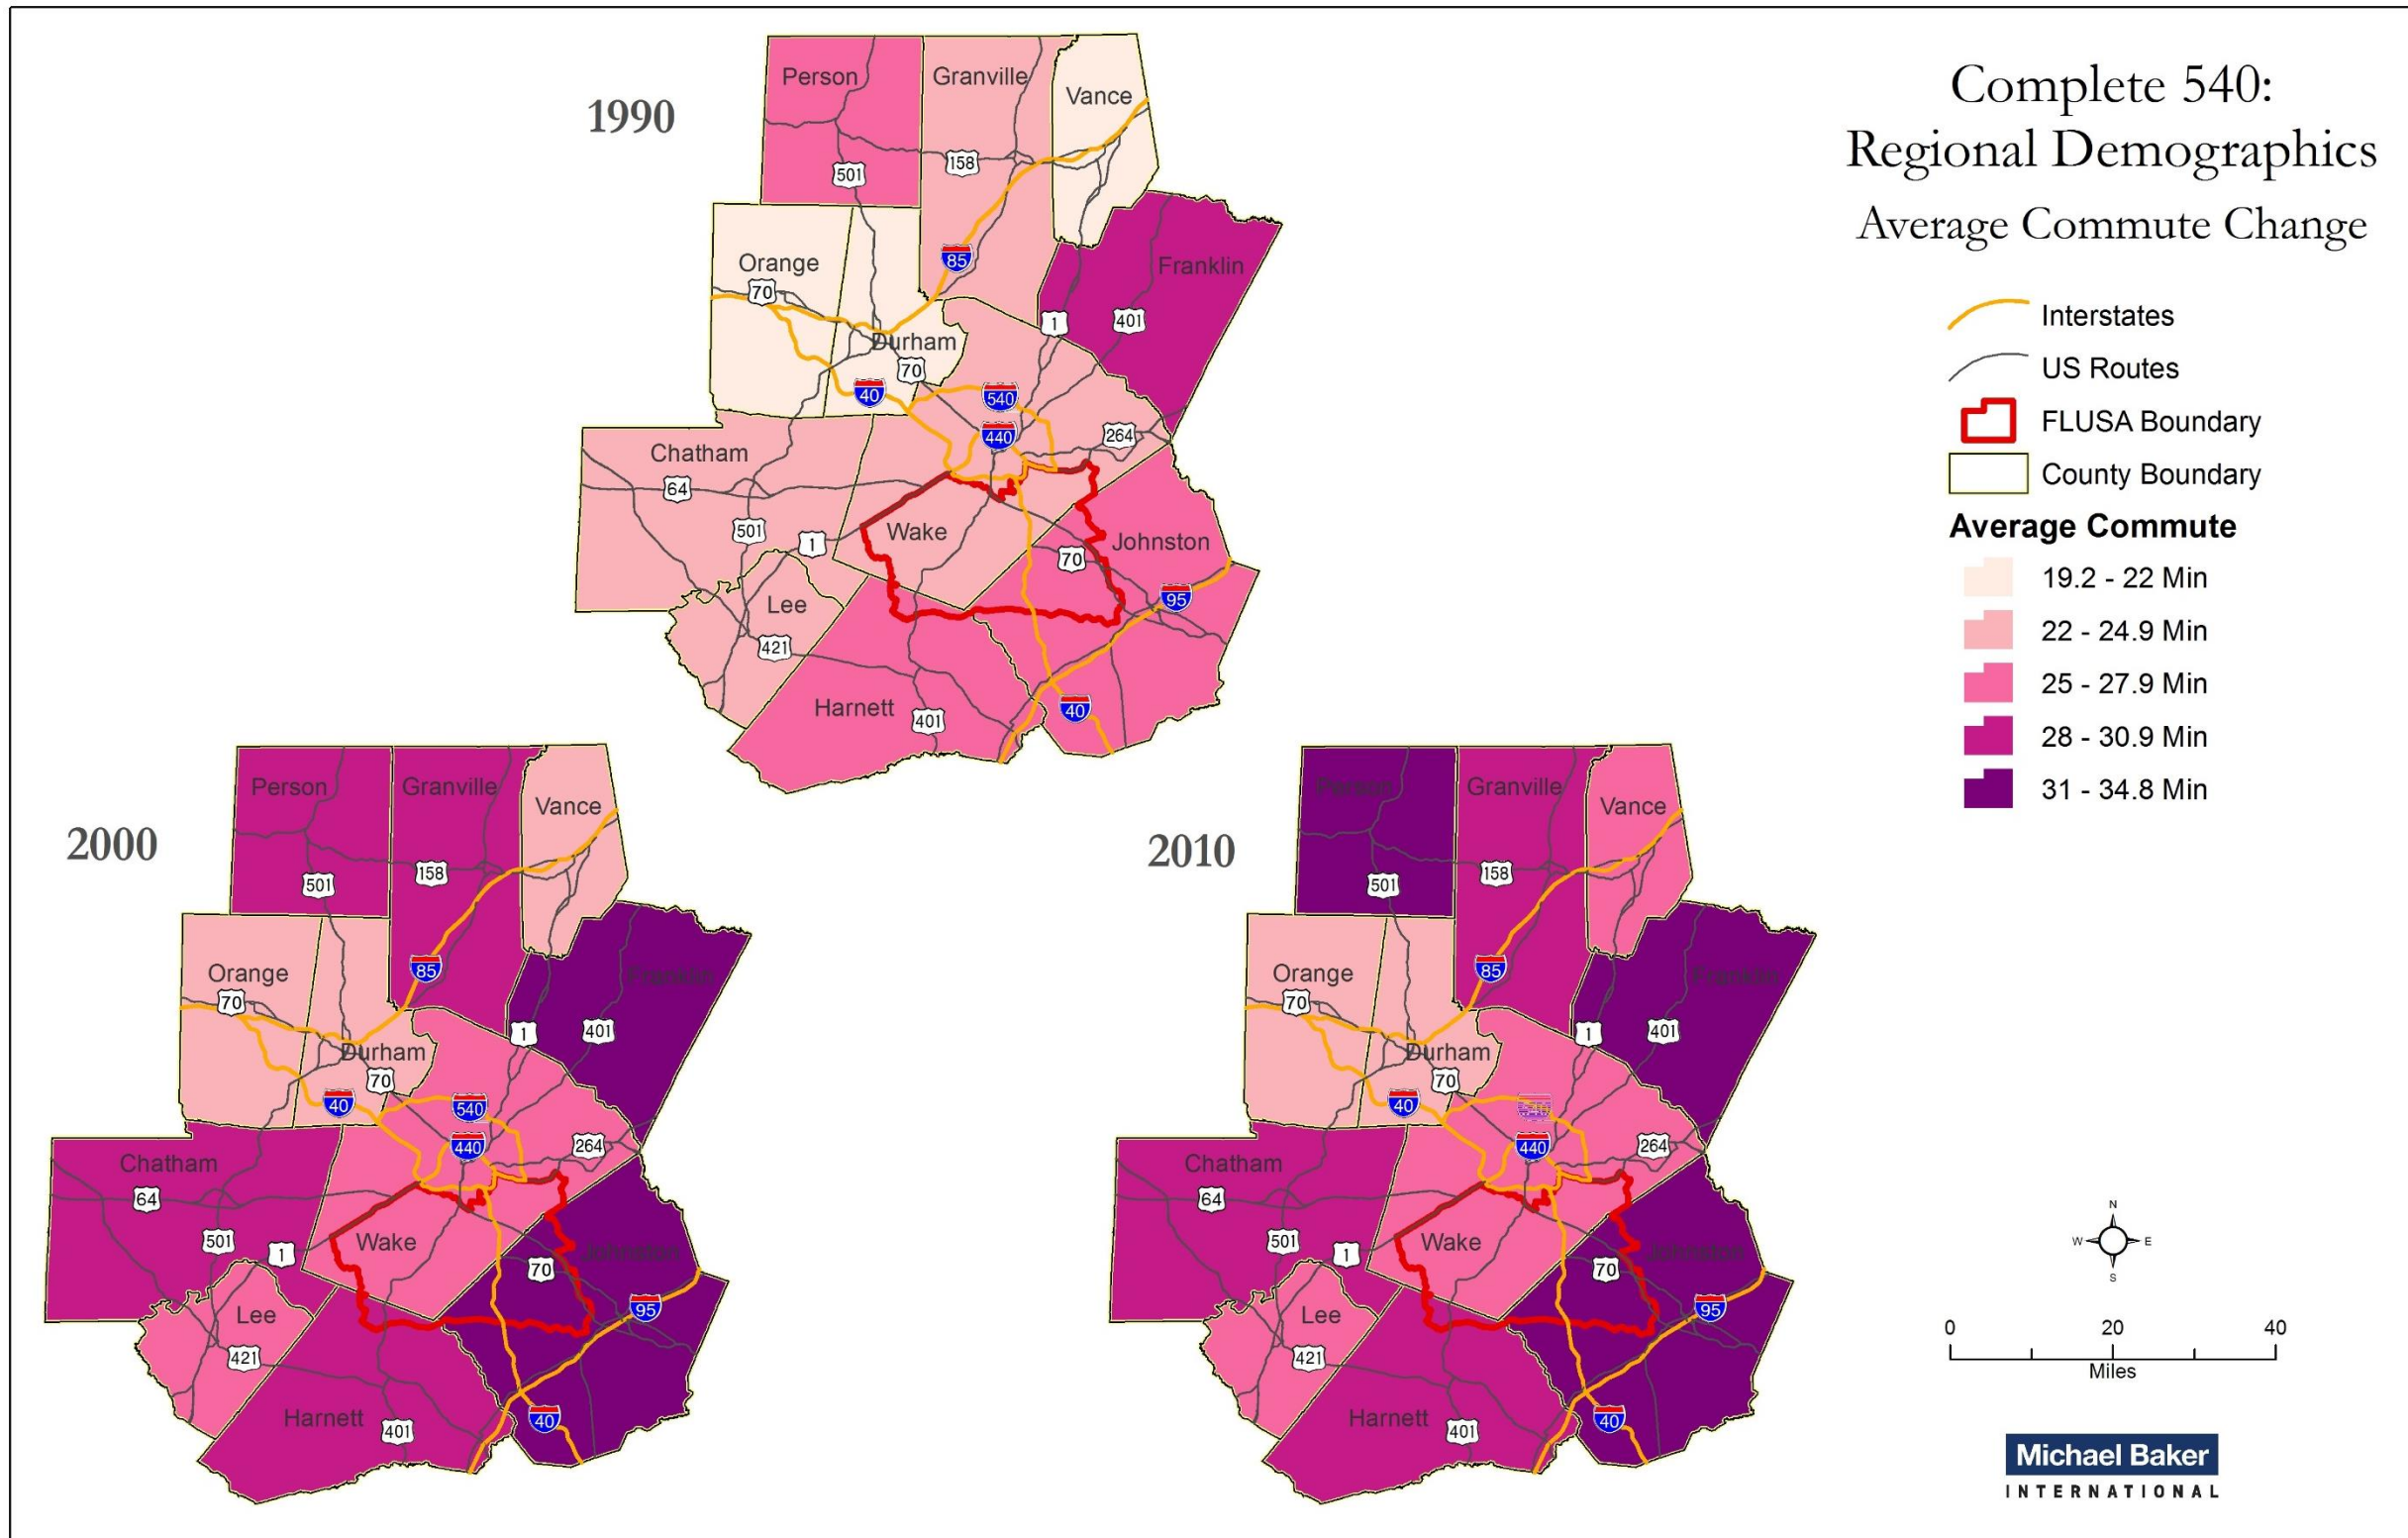 Complete 540:
Regional Demographics
Average Commute Change
Interstates
US Routes
FLUSA Boundary
County Boundary
Average Commute
19.2 - 22 Min
22 - 24.9 Min
25 - 27.9 Min
28 - 30.9 Min
31 - 34.8 Min
1990
Person
Granville
Vance
158
501
Orange
85
Franklin
70
1
401
Durham
70
40
540
440
264
Chatham
64
501
1
Wake
Johnston
70
Lee
95
421
Harnett
401
40
2000
Person
Granville
Vance
158
501
Orange
85
Franklin
70
1
401
Durham
70
40
540
440
264
Chatham
64
501
1
Wake
Johnston
70
Lee
95
421
Harnett
401
40
2010
Person
Granville
Vance
158
501
Orange
85
Franklin
70
1
401
Durham
70
40
440
264
Chatham
64
501
1
Wake
Johnston
70
Lee
95
421
Harnett
401
40
N
W E
S
0 20 40
Miles
Michael Baker
INTERNATIONAL